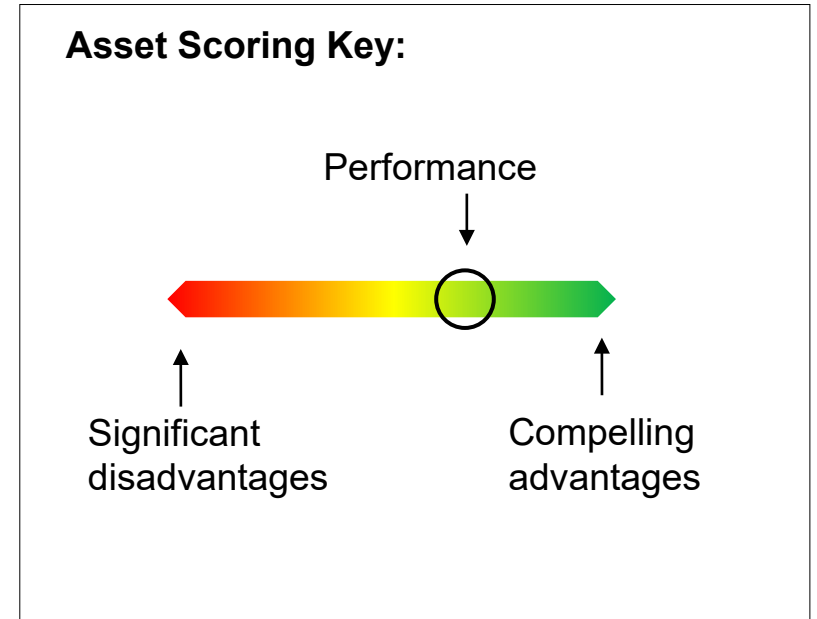 Asset Scoring Key:
Performance
Significant
disadvantages
Compelling
advantages